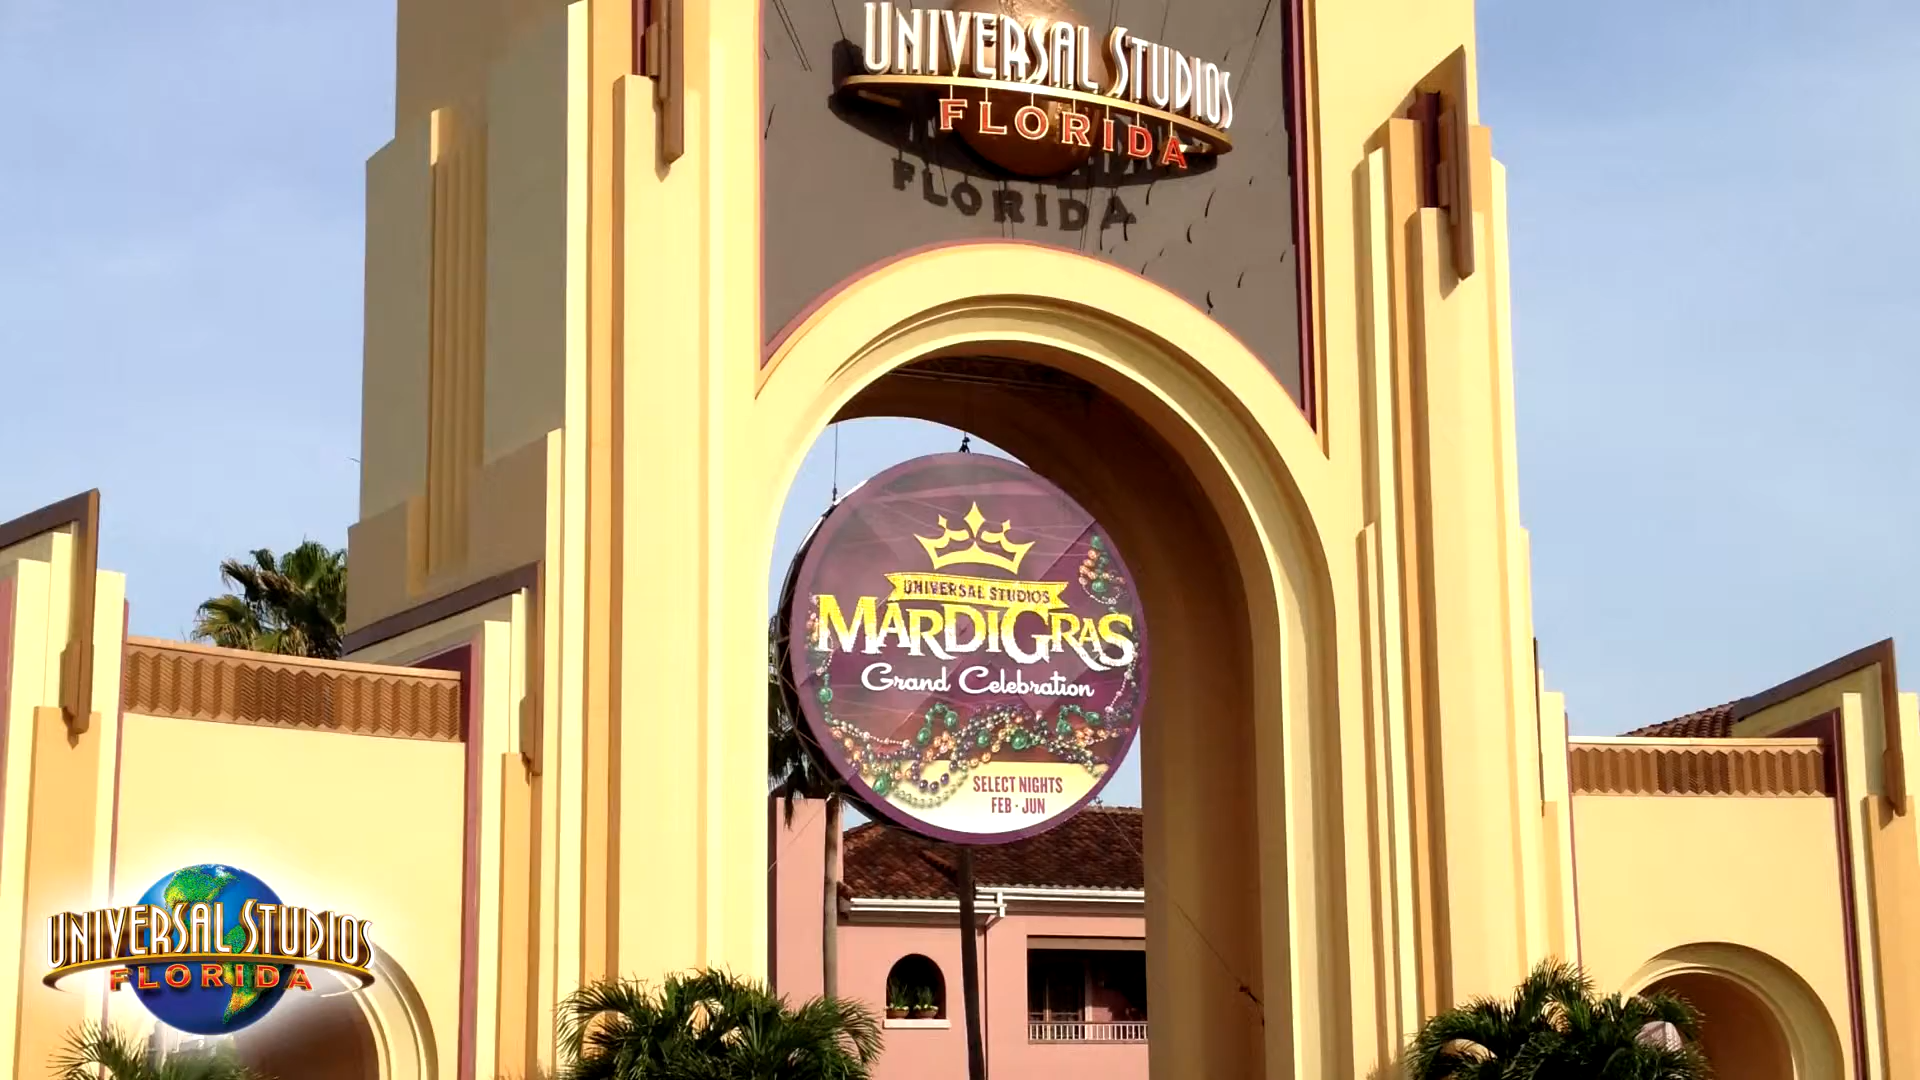 UNIVERSAL STUDIOS
FLORIDA
FLORIDA
UNIVERSAL STUDIOS
MARDI GRAS
Grand Celebration
SELECT NIGHTS
FEB - JUN
UNIVERSAL STUDIOS
FLORIDA